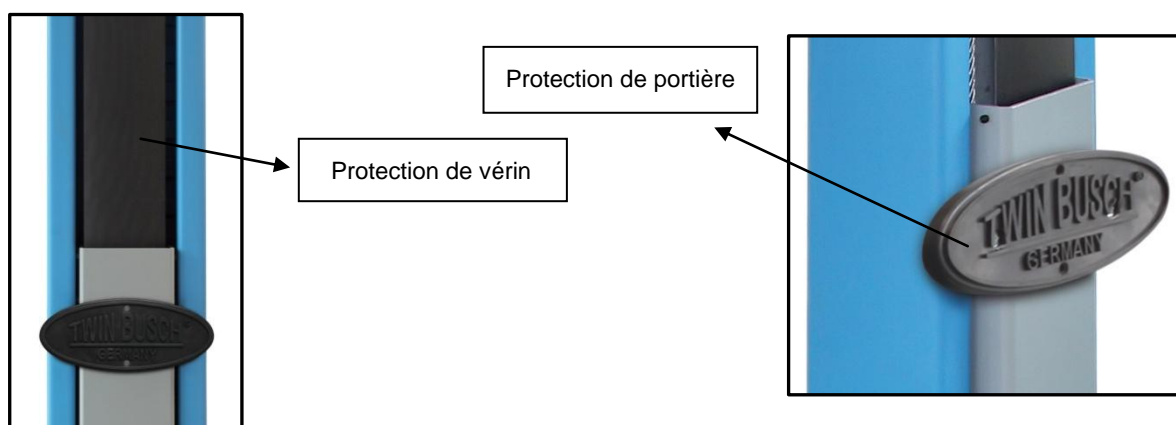 Protection de portière
Protection de vérin
TWIN BUSCH®
GERMANY
TWIN BUSCH®
GERMANY